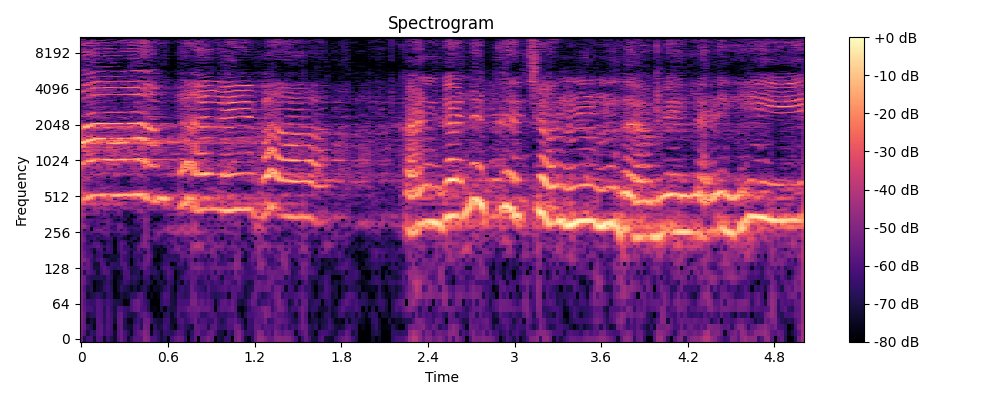 Spectrogram
8192
4096
2048
1024
512
256
128
64
0
Frequency
0
0.6
1.2
1.8
2.4
3
3.6
4.2
4.8
Time
+0 dB
-10 dB
-20 dB
-30 dB
-40 dB
-50 dB
-60 dB
-70 dB
-80 dB